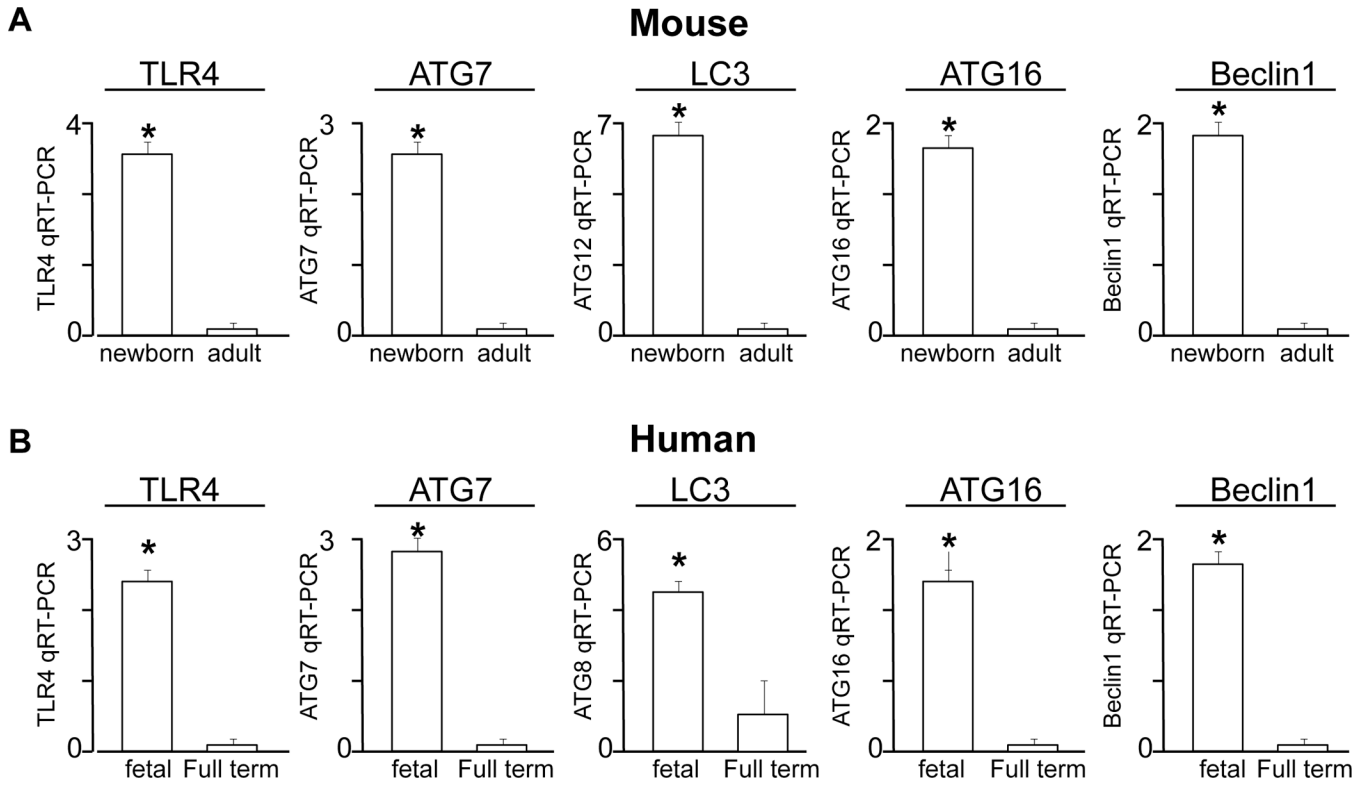 A
Mouse
TLR4 ATG7 LC3 ATG16 Beclin1
TLR4 qRT-PCR
4
0
*
newborn adult
ATG7 qRT-PCR
3
0
*
newborn adult
ATG12 qRT-PCR
7
0
*
newborn adult
ATG16 qRT-PCR
2
0
*
newborn adult
Beclin1 qRT-PCR
2
0
*
newborn adult
B
Human
TLR4 ATG7 LC3 ATG16 Beclin1
TLR4 qRT-PCR
3
0
*
fetal Full term
ATG7 qRT-PCR
3
0
*
fetal Full term
ATG8 qRT-PCR
6
0
*
fetal Full term
ATG16 qRT-PCR
2
0
*
fetal Full term
Beclin1 qRT-PCR
2
0
*
fetal Full term